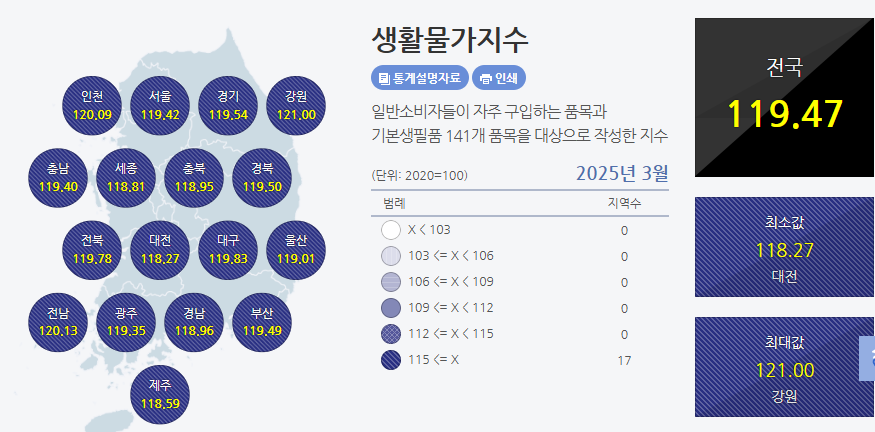 생활물가지수
통계설명자료 인쇄
일반소비자들이 자주 구입하는 품목과
기본생필품 141개 품목을 대상으로 작성한 지수
(단위: 2020=100) 2025년 3월
범례 지역수
X < 103 0
103 <= X < 106 0
106 <= X < 109 0
109 <= X < 112 0
112 <= X < 115 0
115 <= X 17
인천 서울 경기 강원
120.09 119.42 119.54 121.00
충남 세종 충북 경북
119.40 118.81 118.95 119.50
전북 대전 대구 울산
119.78 118.27 119.83 119.01
전남 광주 경남 부산
120.13 119.35 118.96 119.49
제주
118.59
전국
119.47
최소값
118.27
대전
최대값
121.00
강원